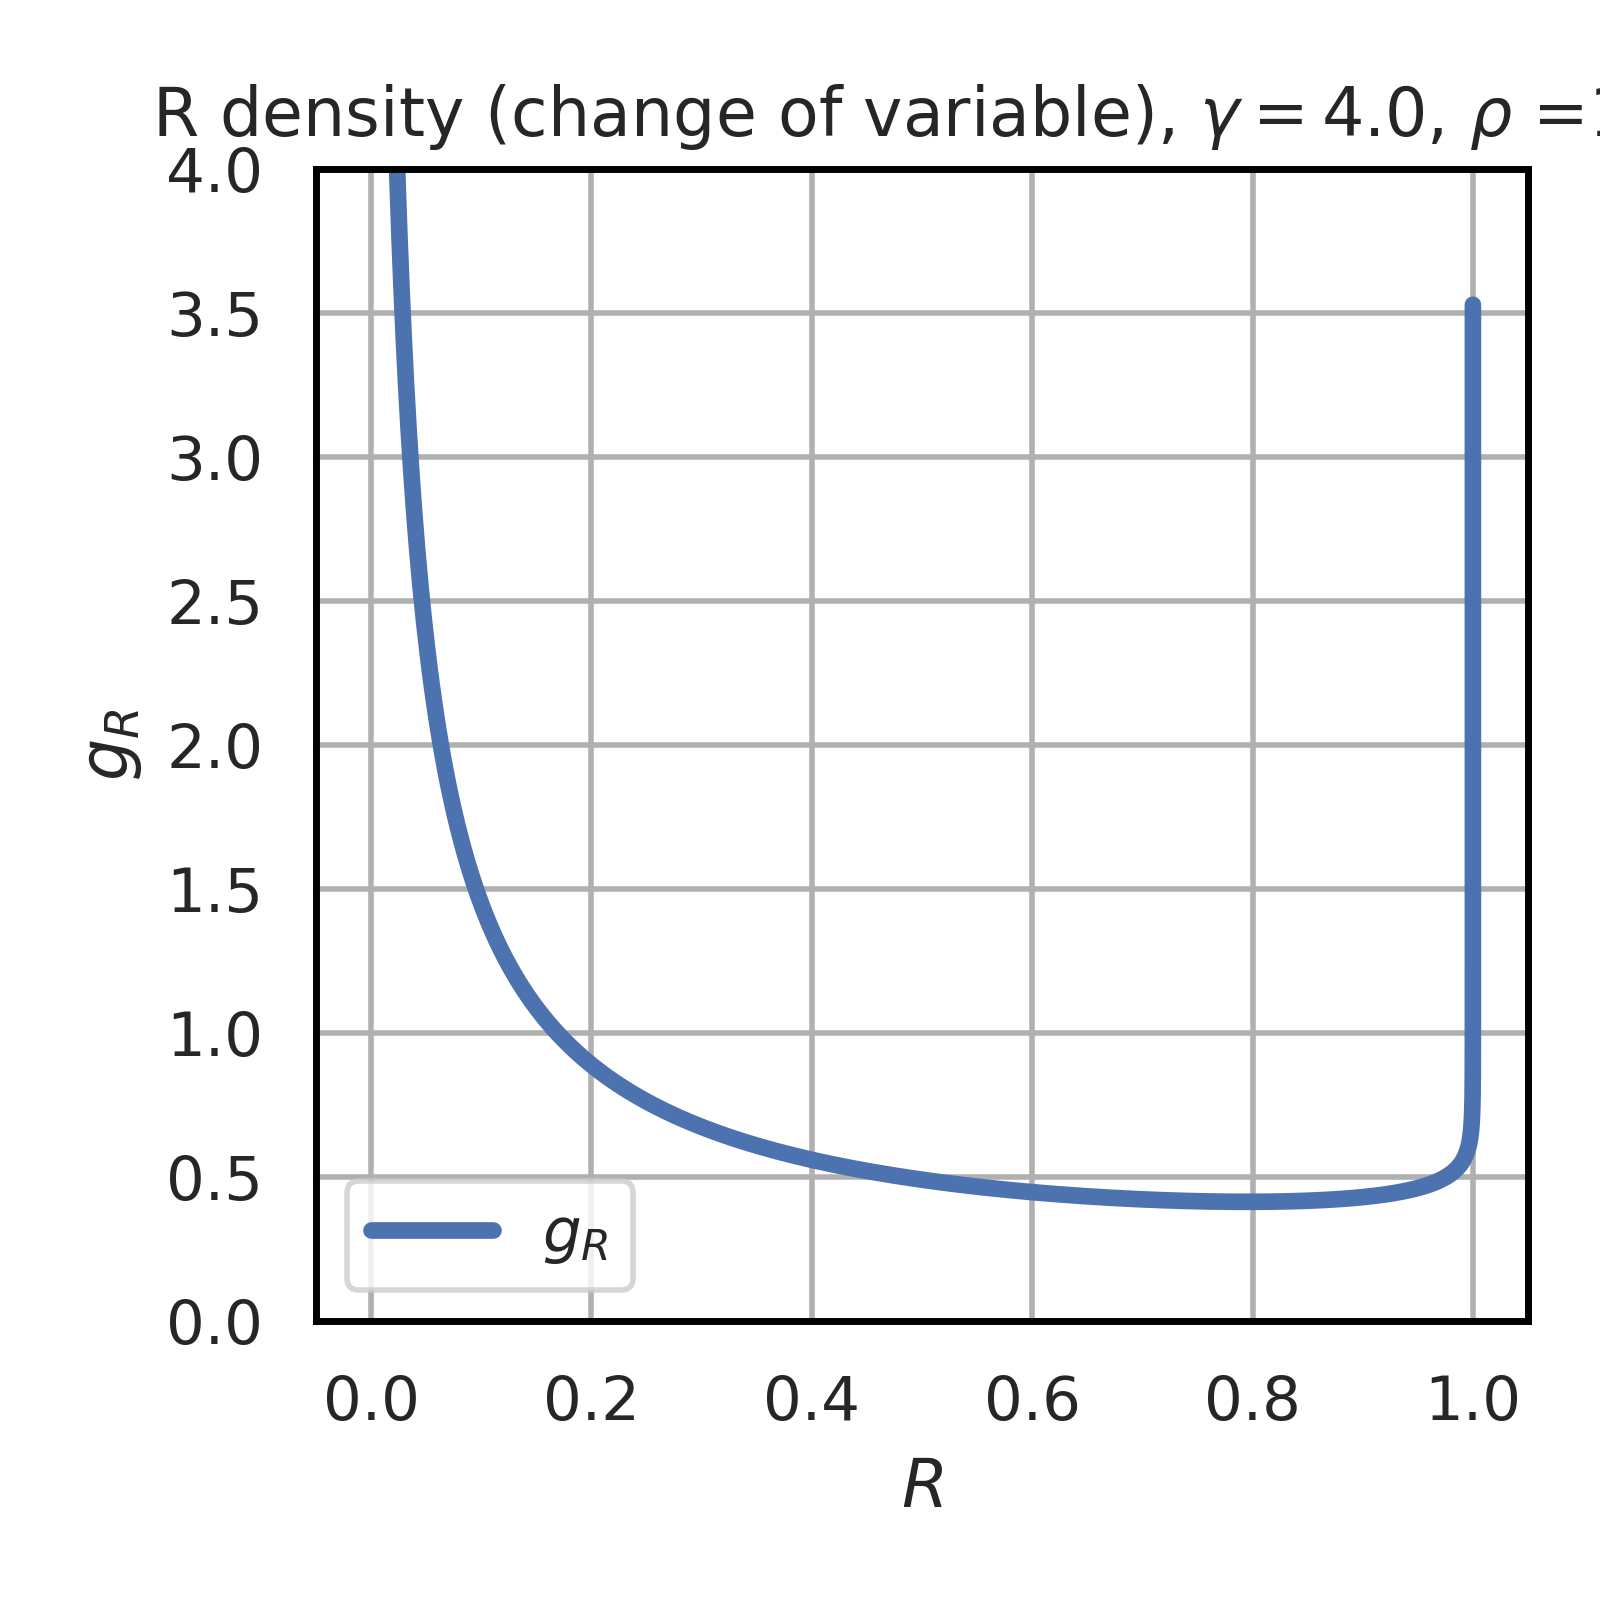 R density (change of variable), γ = 4.0, ρ =
4.0
3.5
3.0
2.5
2.0
1.5
1.0
0.5
0.0
g_R
g_R
0.0 0.2 0.4 0.6 0.8 1.0
R